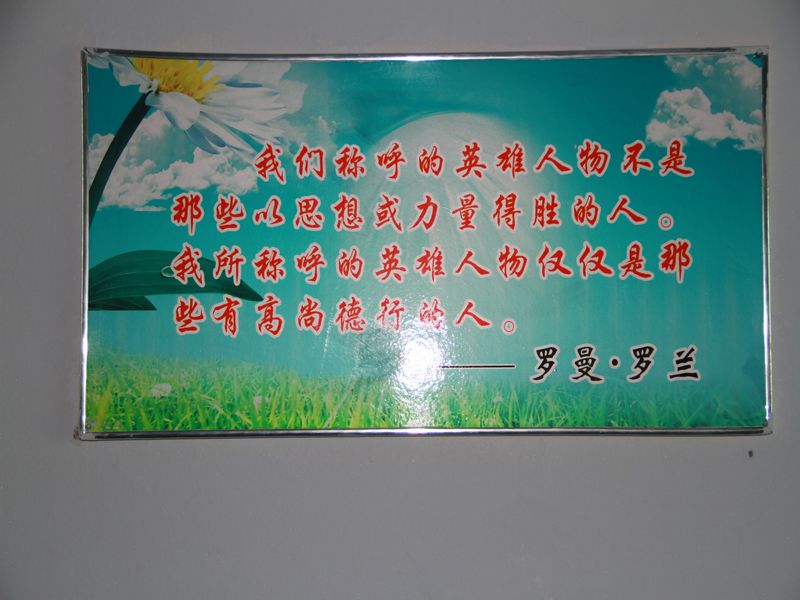 我们称呼的英雄人物不是
那些以思想或力量得胜的人。
我所称呼的英雄人物仅仅是那
些有高尚德行的人。
——罗曼·罗兰